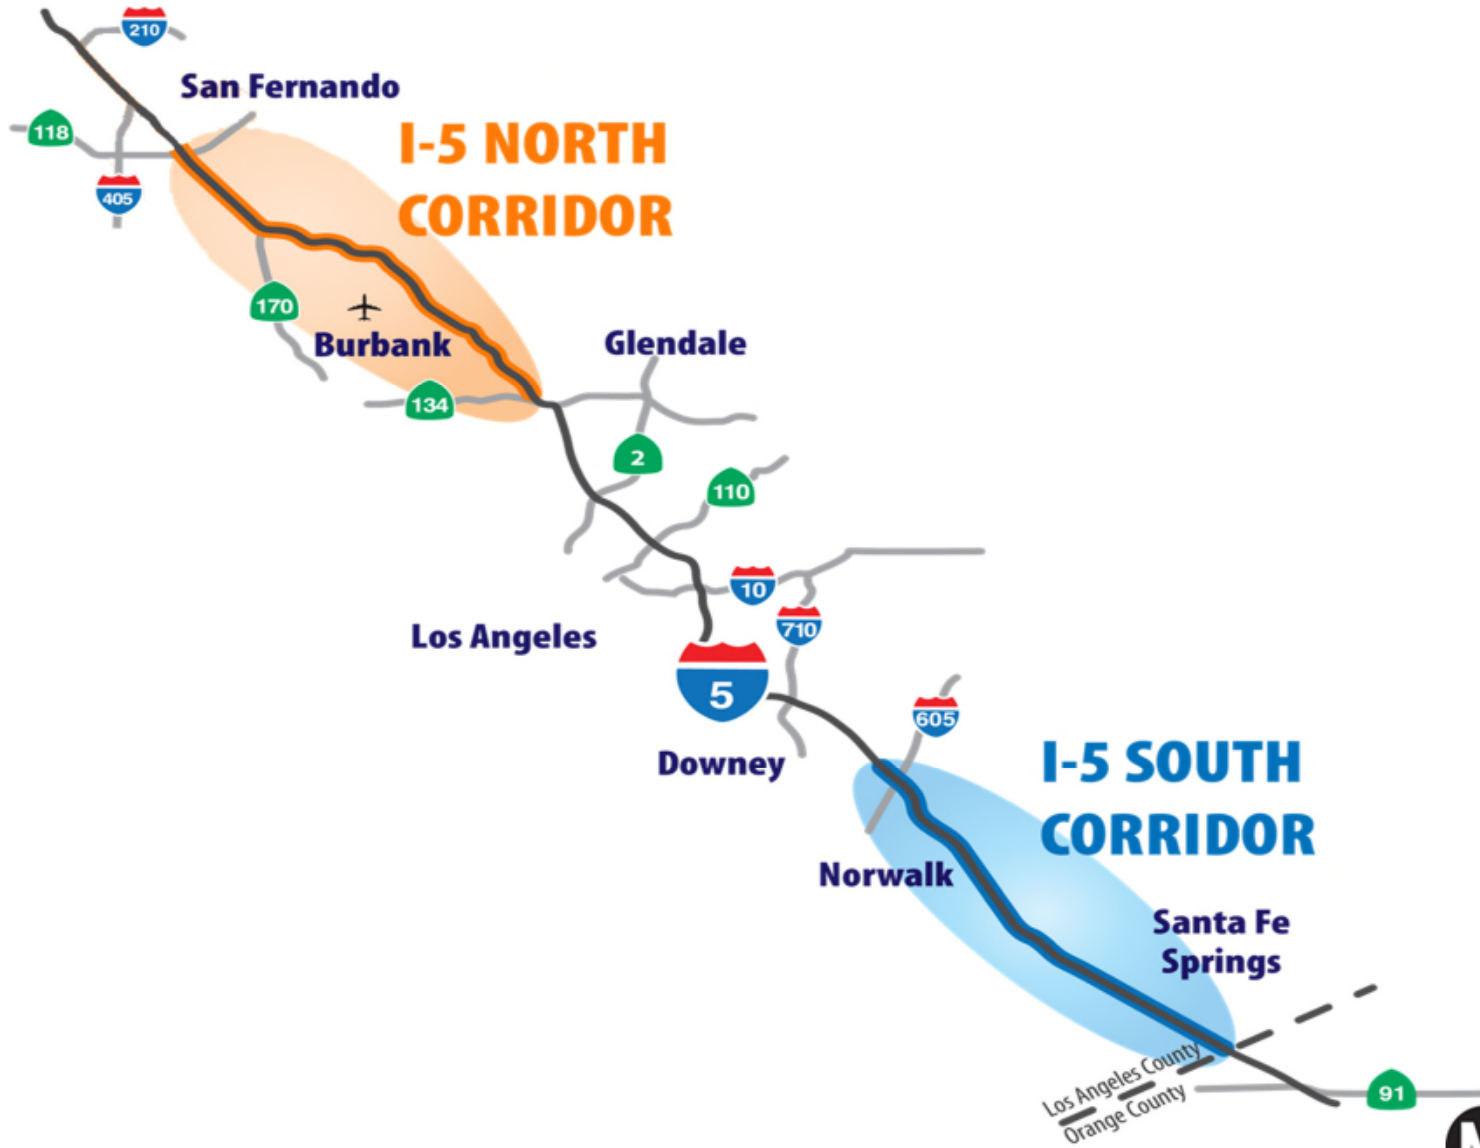 210
San Fernando
118
I-5 NORTH
CORRIDOR
405
170
Burbank
Glendale
134
2
110
10
Los Angeles
710
5
605
Downey
I-5 SOUTH
CORRIDOR
Norwalk
Santa Fe
Springs
Los Angeles County
Orange County
91